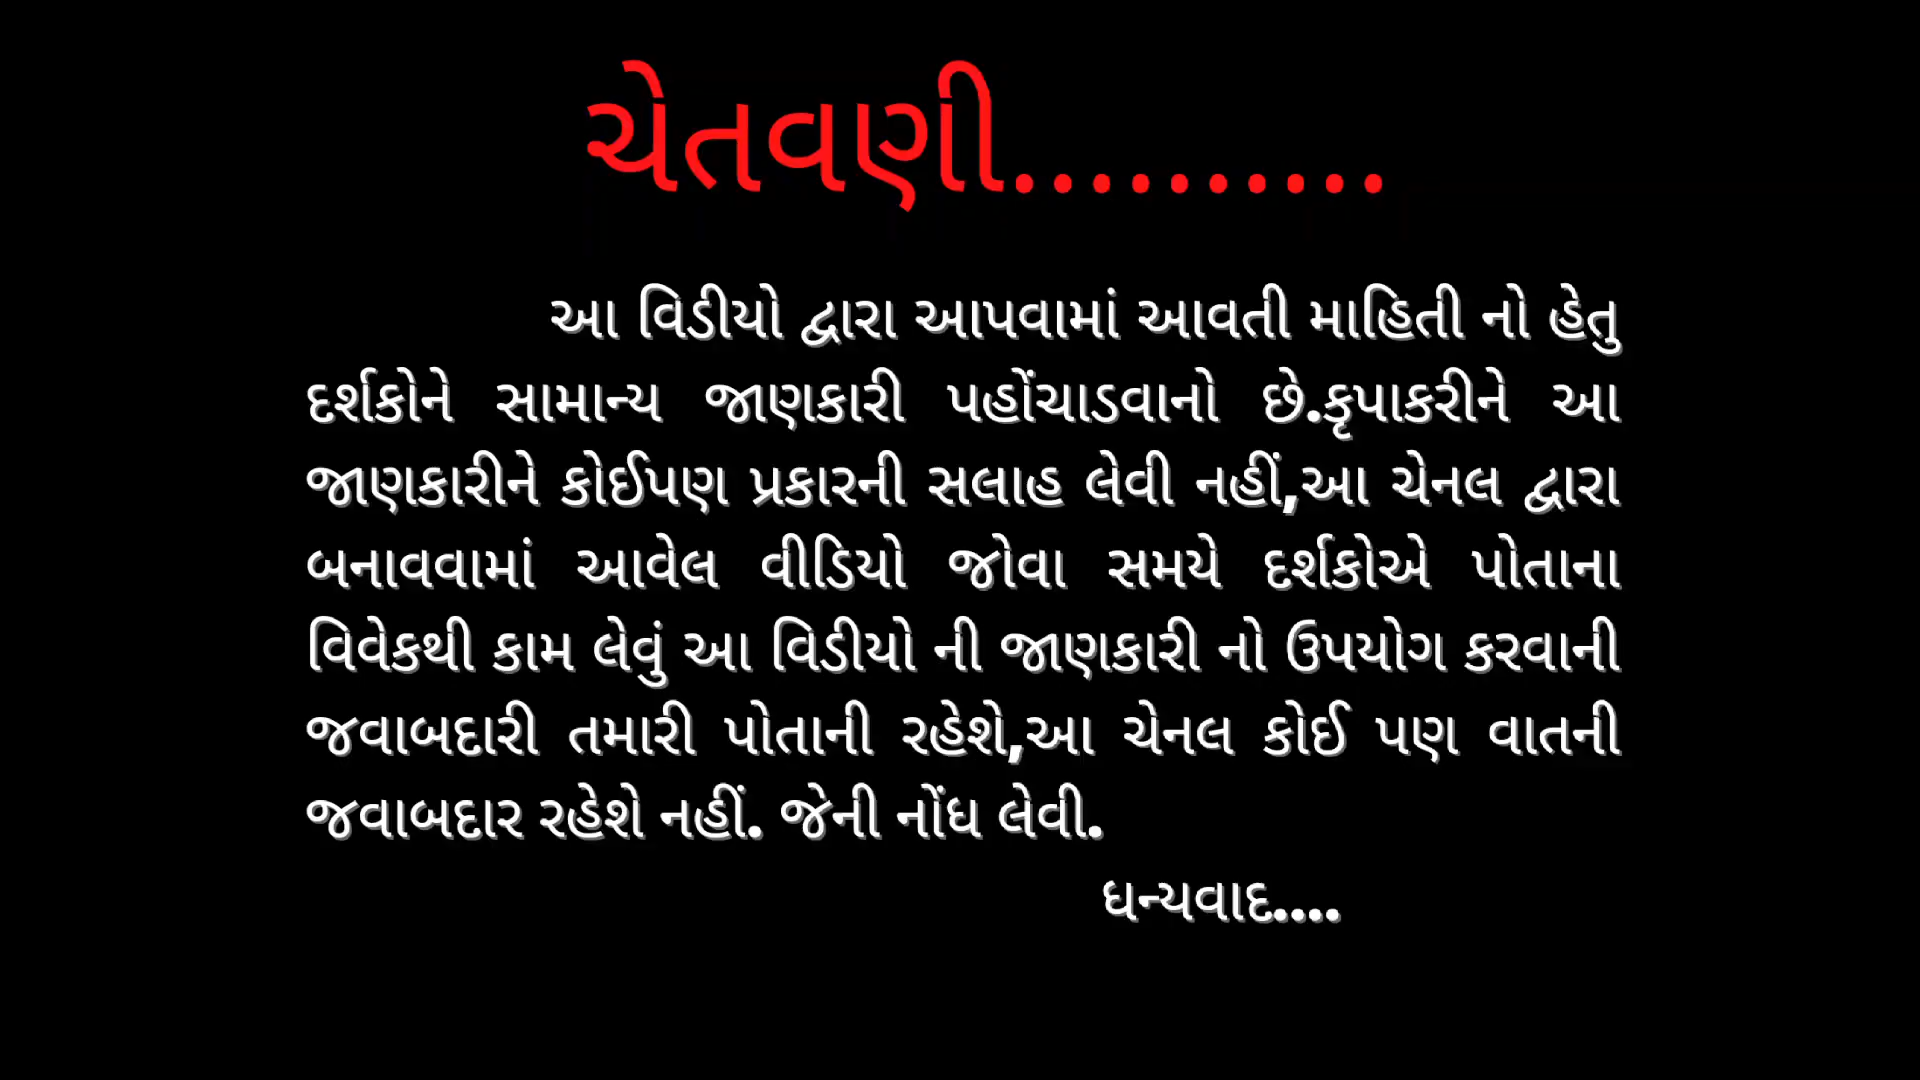 ચેતવણી..........
આ વિડીયો દ્વારા આપવામાં આવતી માહિતી નો હેતુ
દર્શકોને સામાન્ય જાણકારી પહોંચાડવાનો છે.કૃપાકરીને આ
જાણકારીને કોઈપણ પ્રકારની સલાહ લેવી નહીં,આ ચેનલ દ્વારા
બનાવવામાં આવેલ વીડિયો જોવા સમયે દર્શકોએ પોતાના
વિવેકથી કામ લેવું આ વિડીયો ની જાણકારી નો ઉપયોગ કરવાની
જવાબદારી તમારી પોતાની રહેશે,આ ચેનલ કોઈ પણ વાતની
જવાબદાર રહેશે નહીં. જેની નોંધ લેવી.
ધન્યવાદ....